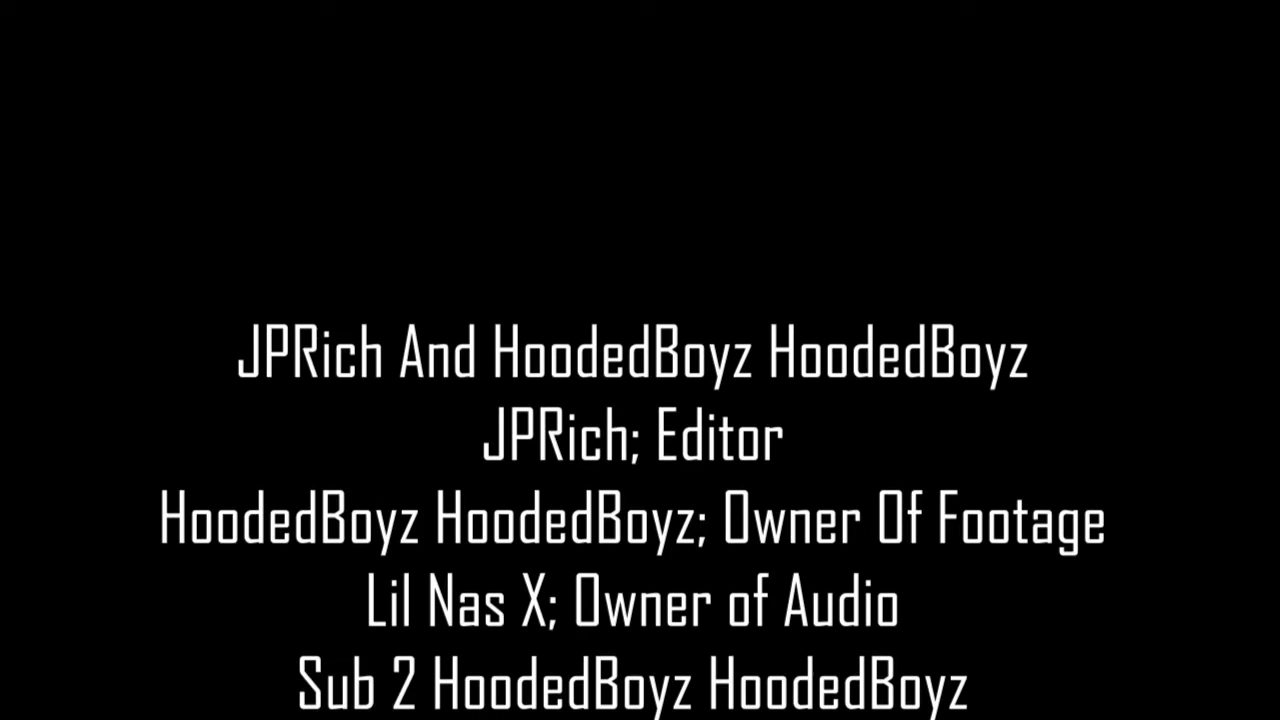 JPRich And HoodedBoyz HoodedBoyz
JPRich; Editor
HoodedBoyz HoodedBoyz; Owner Of Footage
Lil Nas X; Owner of Audio
Sub 2 HoodedBoyz HoodedBoyz